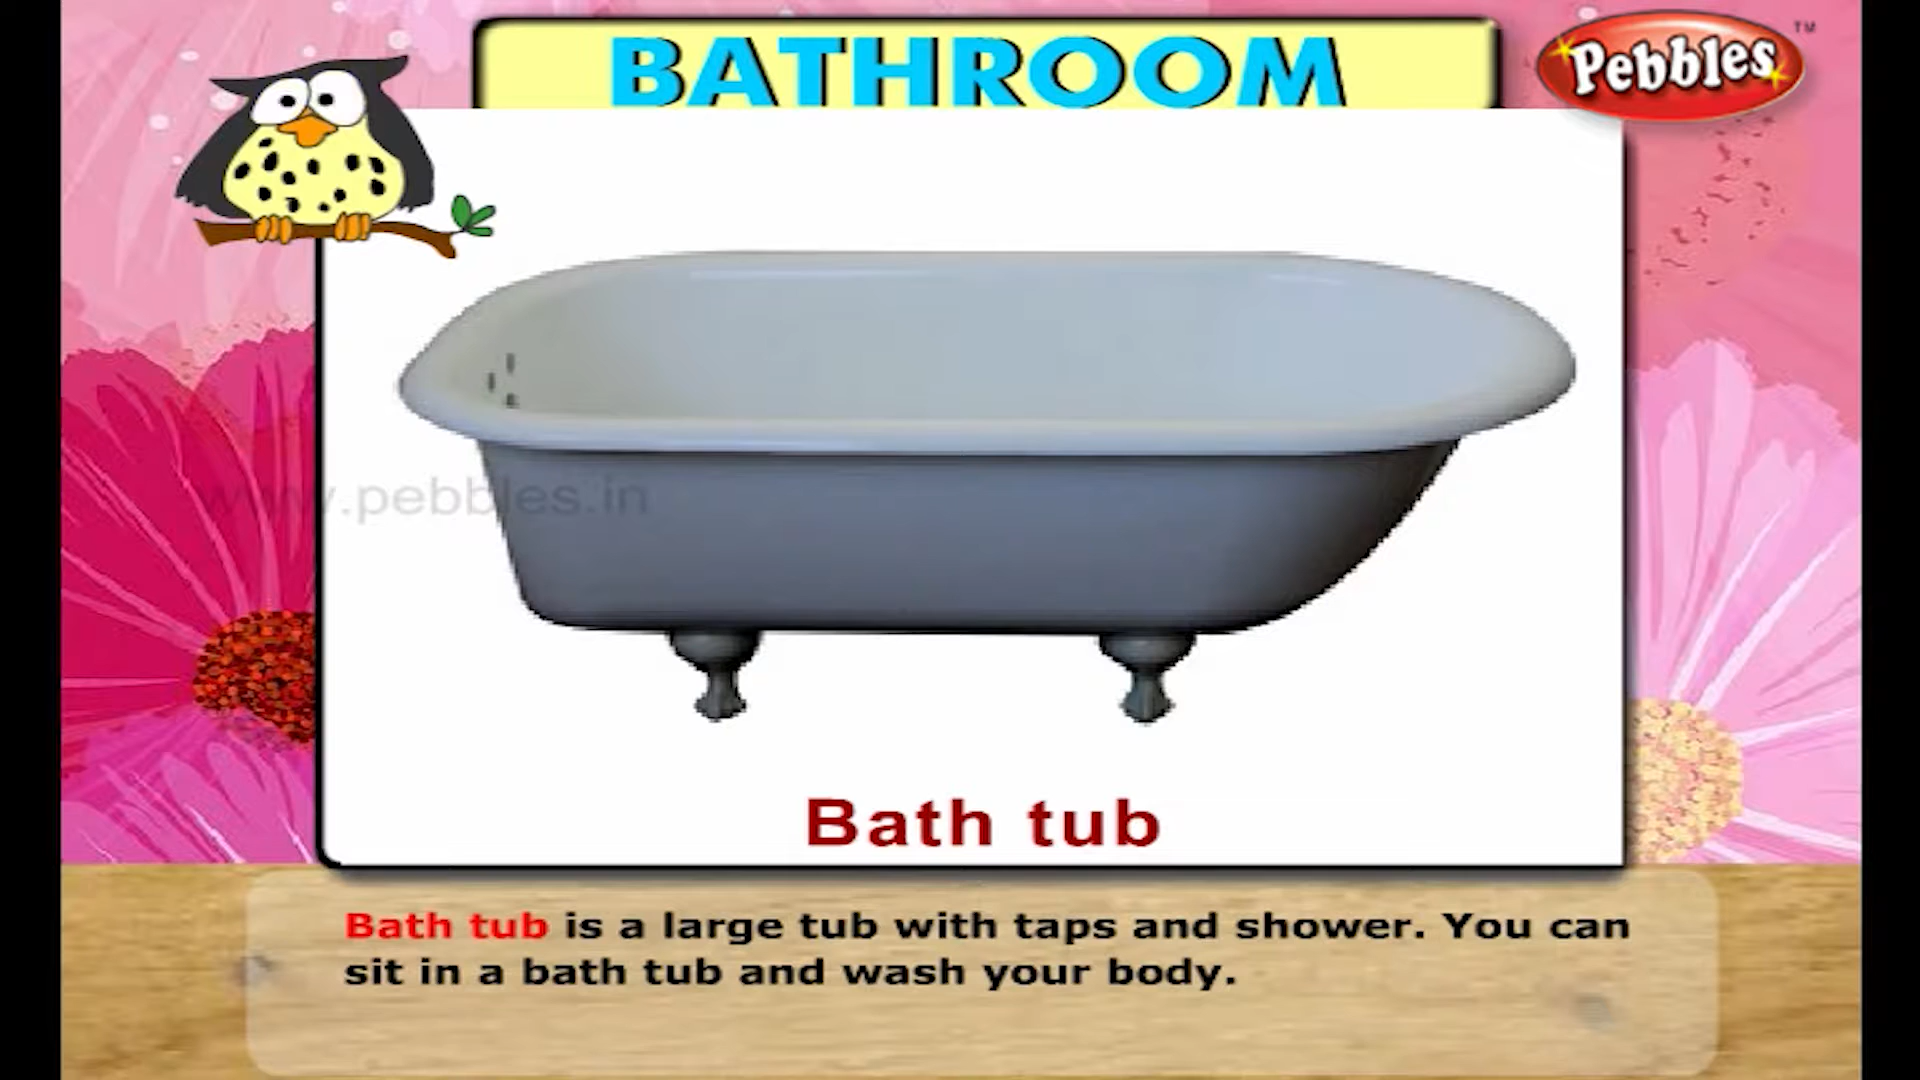 BATHROOM
Pebbles™
www.pebbles.in
Bath tub
Bath tub is a large tub with taps and shower. You can
sit in a bath tub and wash your body.